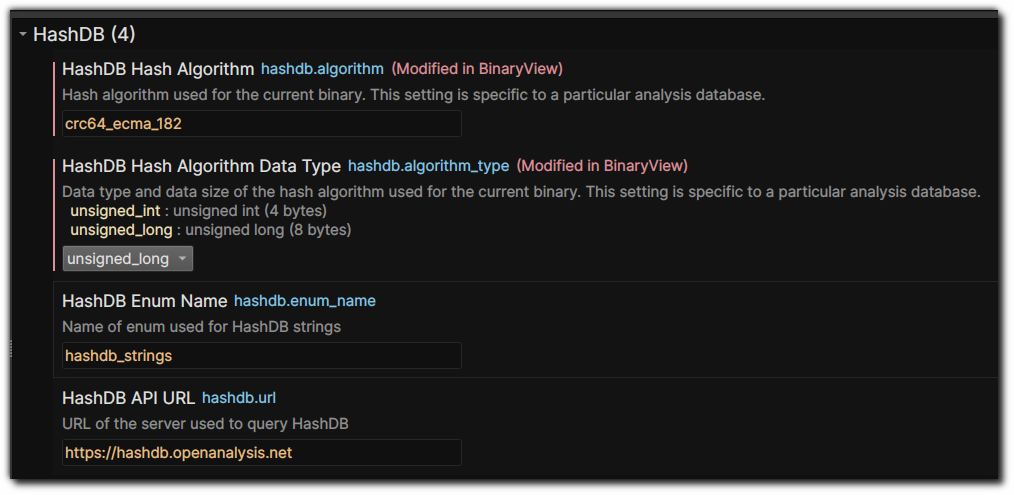 HashDB (4)
HashDB Hash Algorithm hashdb.algorithm (Modified in BinaryView)
Hash algorithm used for the current binary. This setting is specific to a particular analysis database.
crc64_ecma_182
HashDB Hash Algorithm Data Type hashdb.algorithm_type (Modified in BinaryView)
Data type and data size of the hash algorithm used for the current binary. This setting is specific to a particular analysis database.
unsigned_int : unsigned int (4 bytes)
unsigned_long : unsigned long (8 bytes)
unsigned_long
HashDB Enum Name hashdb.enum_name
Name of enum used for HashDB strings
hashdb_strings
HashDB API URL hashdb.url
URL of the server used to query HashDB
https://hashdb.openanalysis.net